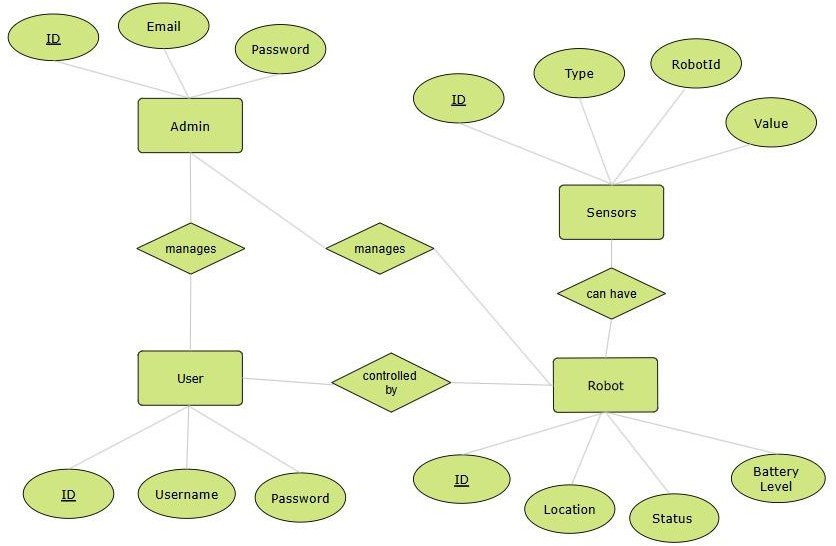 ID
Email
Password
Admin
ID
Type
RobotId
Value
Sensors
manages
manages
can have
User
controlled
by
Robot
ID
Username
Password
ID
Location
Status
Battery
Level